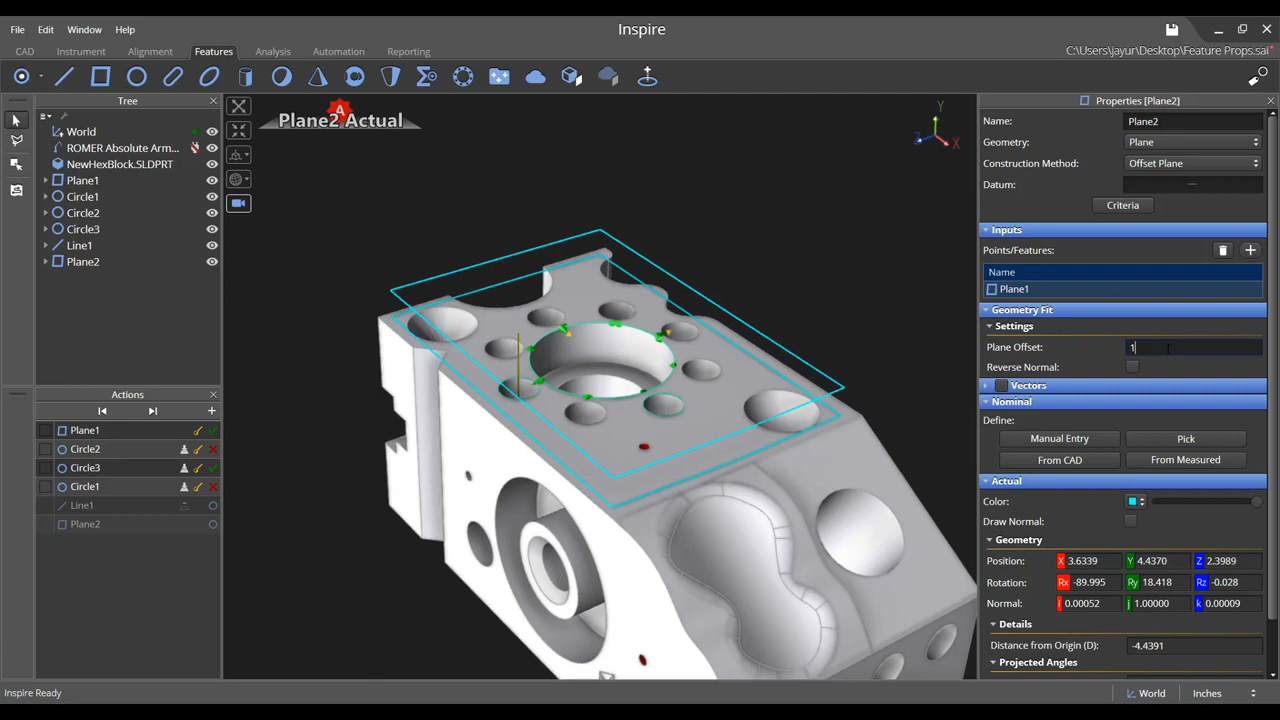 File Edit Window Help
Inspire
CAD Instrument Alignment Features Analysis Automation Reporting
C:\Users\jayur\Desktop\Feature Props.sai*
Tree
World
ROMER Absolute Arm...
NewHexBlock.SLDPRT
Plane1
Circle1
Circle2
Circle3
Line1
Plane2
Actions
Plane1
Circle2
Circle3
Circle1
Line1
Plane2
A
Plane2 Actual
Y
Z
X
Properties [Plane2]
Name: Plane2
Geometry: Plane
Construction Method: Offset Plane
Datum: —
Criteria
Inputs
Points/Features:
Name
Plane1
Geometry Fit
Settings
Plane Offset: 1
Reverse Normal:
Vectors
Nominal
Define:
Manual Entry Pick
From CAD From Measured
Actual
Color:
Draw Normal:
Geometry
Position: X 3.6339 Y 4.4370 Z 2.3989
Rotation: Rx -89.995 Ry 18.418 Rz -0.028
Normal: i 0.00052 j 1.00000 k 0.00009
Details
Distance from Origin (D): -4.4391
Projected Angles
Inspire Ready
World Inches